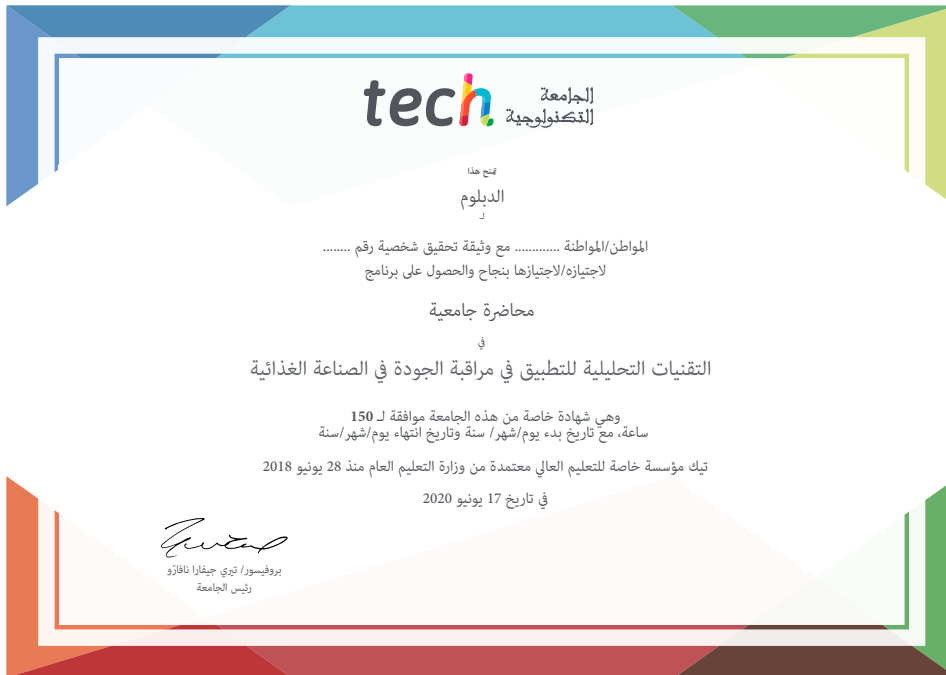 tech الجامعة
التكنولوجية
يمنح هذا
الدبلوم
لـ
المواطن/المواطنة ............. مع وثيقة تحقيق شخصية رقم ........
لاجتيازه/لاجتيازها بنجاح والحصول على برنامج
محاضرة جامعية
في
التقنيات التحليلية للتطبيق في مراقبة الجودة في الصناعة الغذائية
وهي شهادة خاصة من هذه الجامعة موافقة لـ 150
ساعة، مع تاريخ بدء يوم/شهر/ سنة وتاريخ انتهاء يوم/شهر/سنة
تيك مؤسسة خاصة للتعليم العالي معتمدة من وزارة التعليم العام منذ 28 يونيو 2018
في تاريخ 17 يونيو 2020
بروفيسور/ تيري جيفارا نافارّو
رئيس الجامعة